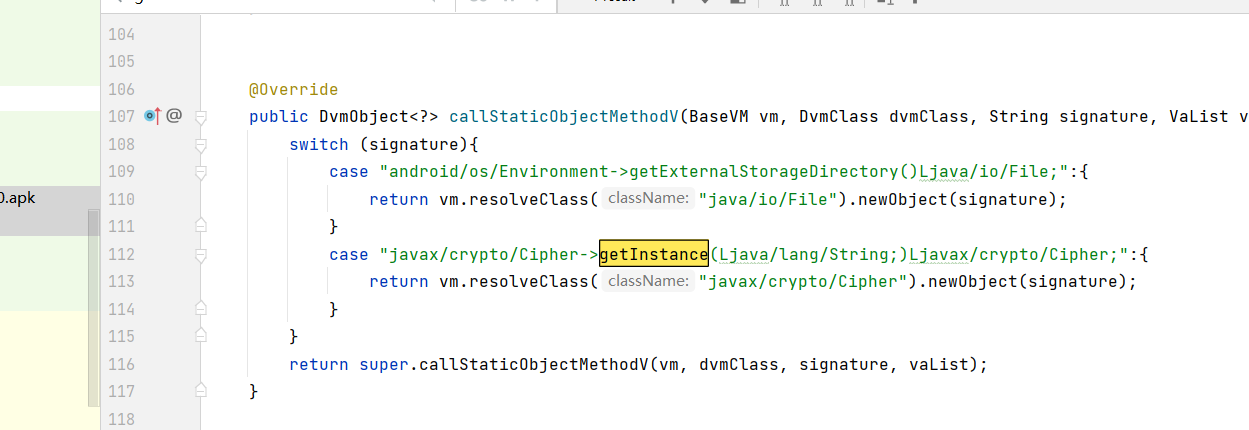 104
105
106 @Override
107 @ public DvmObject<?> callStaticObjectMethodV(BaseVM vm, DvmClass dvmClass, String signature, VaList v
108 switch (signature){
109 case "android/os/Environment->getExternalStorageDirectory()Ljava/io/File;":{
0.apk
110 return vm.resolveClass( className: "java/io/File").newObject(signature);
111 }
112 case "javax/crypto/Cipher->getInstance(Ljava/lang/String;)Ljavax/crypto/Cipher;":{
113 return vm.resolveClass( className: "javax/crypto/Cipher").newObject(signature);
114 }
115 }
116 return super.callStaticObjectMethodV(vm, dvmClass, signature, vaList);
117 }
118